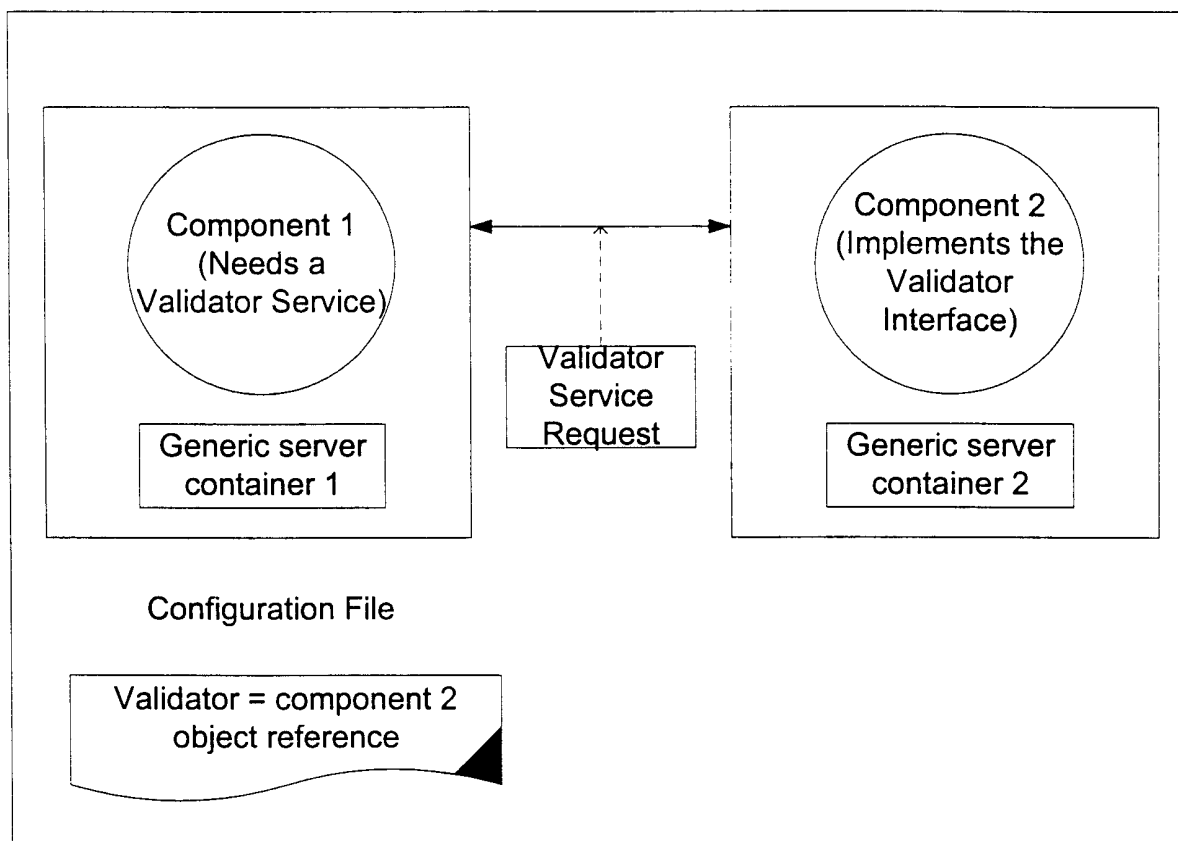 Component 1
(Needs a
Validator Service)
Component 2
(Implements the
Validator
Interface)
Validator
Service
Request
Generic server
container 1
Generic server
container 2
Configuration File
Validator = component 2
object reference